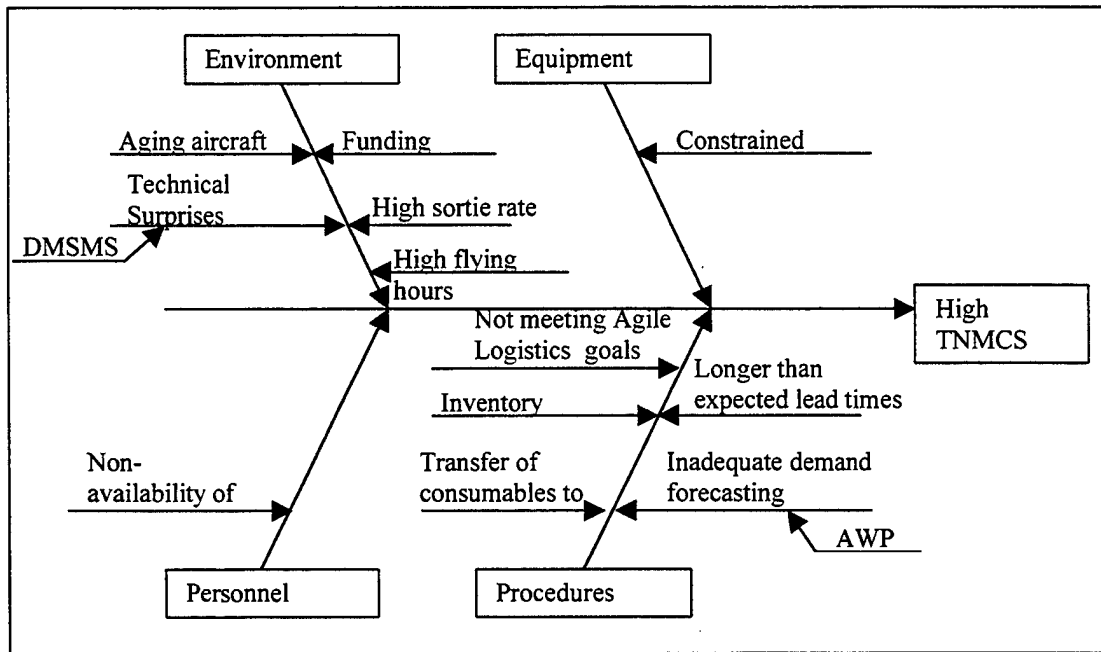 Environment
Equipment
Aging aircraft
Funding
Constrained
Technical
Surprises
High sortie rate
DMSMS
High flying
hours
High
TNMCS
Not meeting Agile
Logistics goals
Longer than
expected lead times
Inventory
Non-
availability of
Transfer of
consumables to
Inadequate demand
forecasting
AWP
Personnel
Procedures